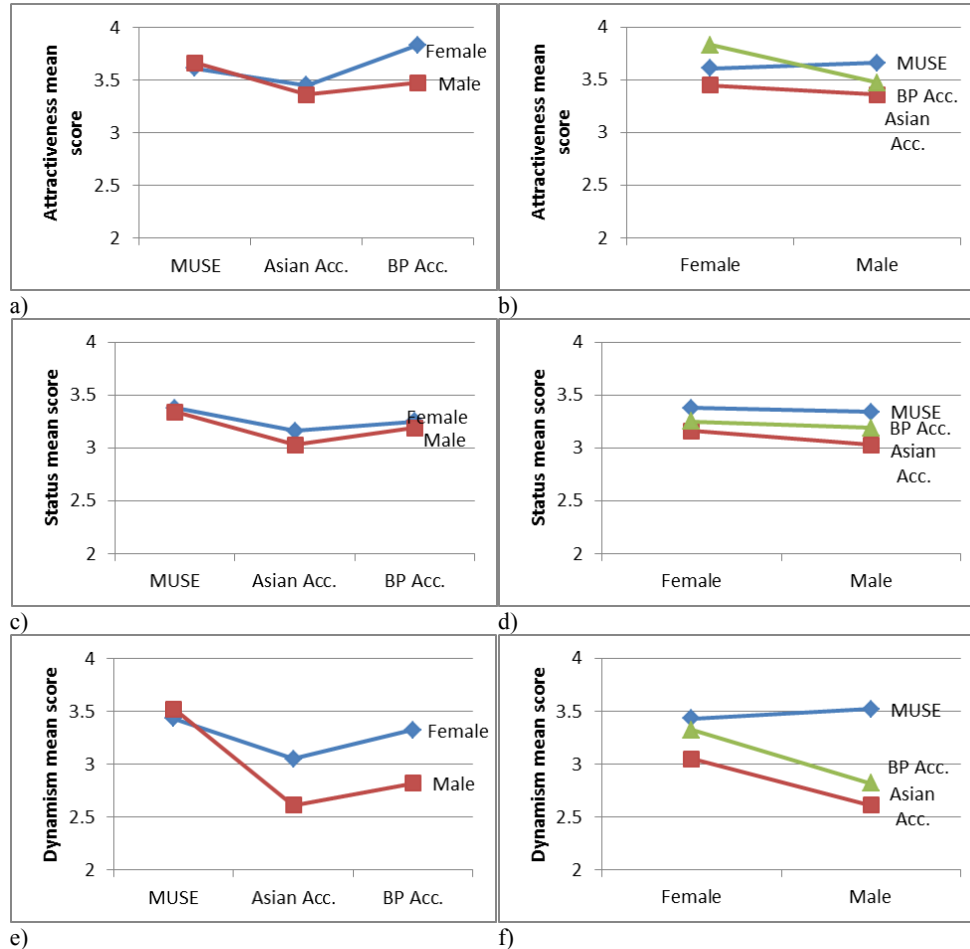 Attractiveness mean
score
4
3.5
3
2.5
2
Female
Male
MUSE Asian Acc. BP Acc.
a)
Attractiveness mean
score
4
3.5
3
2.5
2
MUSE
BP Acc.
Asian
Acc.
Female Male
b)
Status mean score
4
3.5
3
2.5
2
Female
Male
MUSE Asian Acc. BP Acc.
c)
Status mean score
4
3.5
3
2.5
2
MUSE
BP Acc.
Asian
Acc.
Female Male
d)
Dynamism mean score
4
3.5
3
2.5
2
Female
Male
MUSE Asian Acc. BP Acc.
e)
Dynamism mean score
4
3.5
3
2.5
2
MUSE
BP Acc.
Asian
Acc.
Female Male
f)